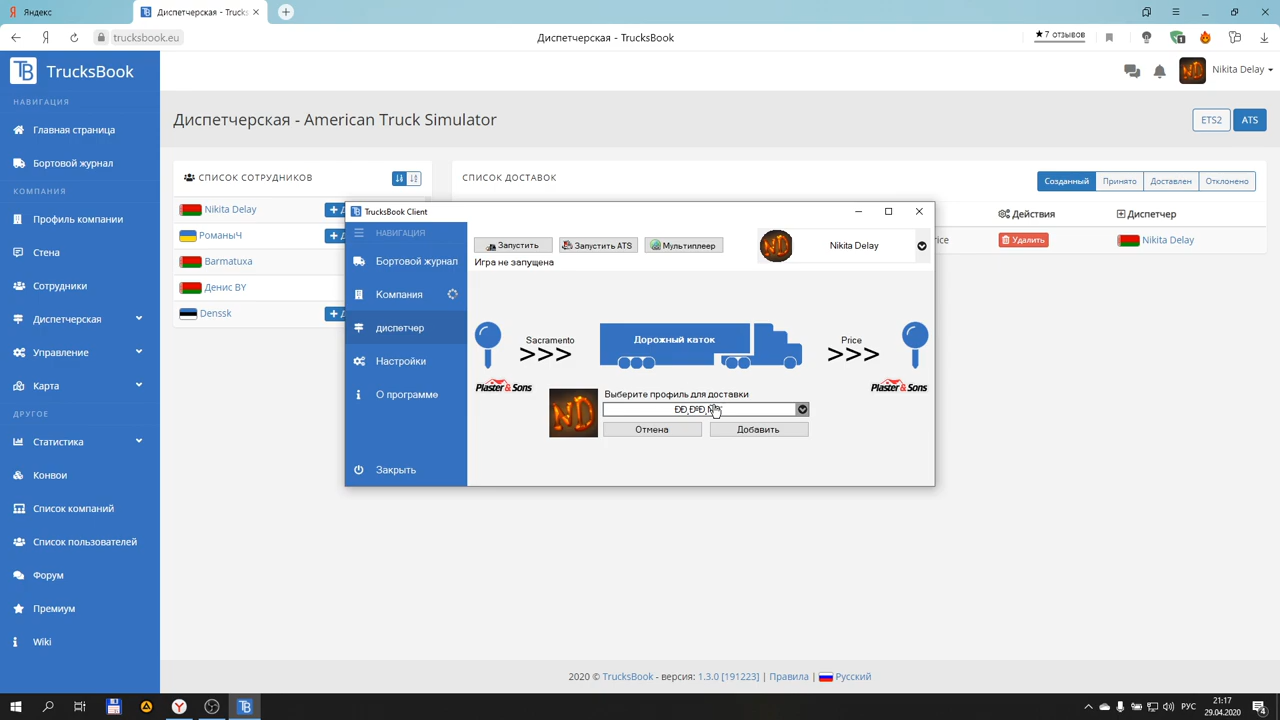 Яндекс
Диспетчерская - Trucks
trucksbook.eu
Диспетчерская - TrucksBook
★7 отзывов
TB TrucksBook
Nikita Delay
НАВИГАЦИЯ
Главная страница
Бортовой журнал
КОМПАНИЯ
Профиль компании
Стена
Сотрудники
Диспетчерская
Управление
Карта
ДРУГОЕ
Статистика
Конвои
Список компаний
Список пользователей
Форум
Премиум
Wiki
Диспетчерская - American Truck Simulator
ETS2 ATS
СПИСОК СОТРУДНИКОВ
Nikita Delay
РоманыЧ
Barmatuxa
Денис BY
Denssk
СПИСОК ДОСТАВОК
Созданный Принято Доставлен Отклонено
Действия Диспетчер
rice Удалить Nikita Delay
TrucksBook Client
НАВИГАЦИЯ
Бортовой журнал
Компания
диспетчер
Настройки
О программе
Закрыть
Запустить Запустить ATS Мультиплеер
Игра не запущена
Nikita Delay
Sacramento
>>>
Дорожный каток
Price
>>>
Plaster & Sons
Plaster & Sons
ND
Выберите профиль для доставки
Отмена Добавить
2020 © TrucksBook - версия: 1.3.0 [191223] | Правила | Русский
РУС
21:17
29.04.2020
4